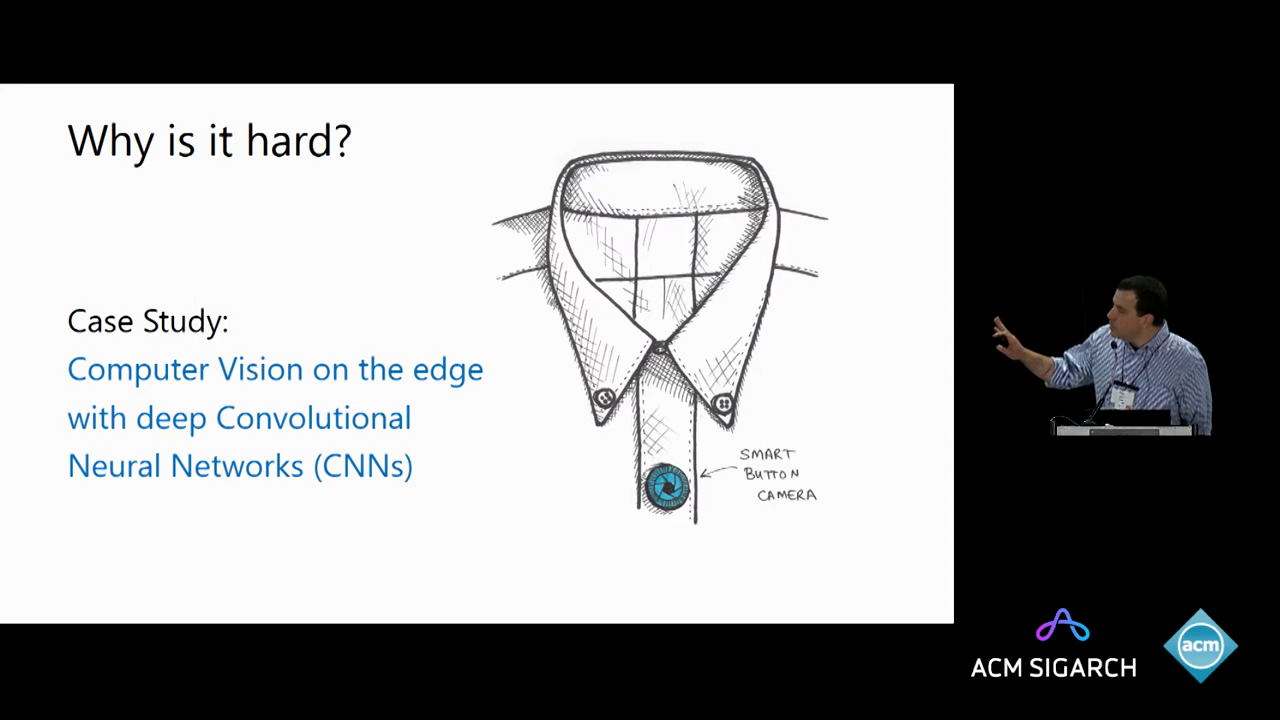 Why is it hard?
Case Study:
Computer Vision on the edge
with deep Convolutional
Neural Networks (CNNs)
SMART
BUTTON
CAMERA
ACM SIGARCH
acm